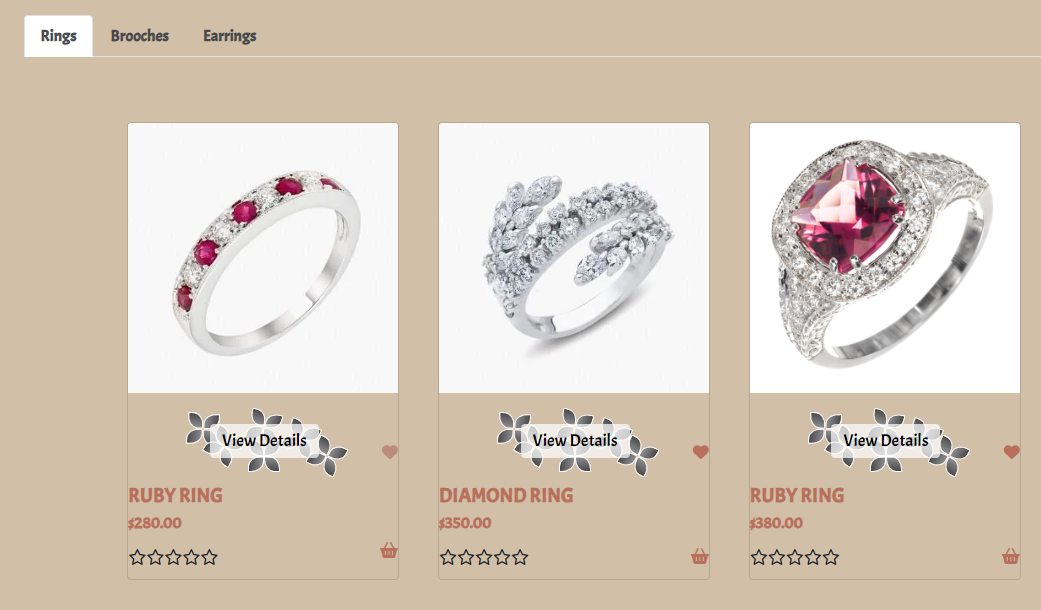 Rings Brooches Earrings
View Details View Details View Details
RUBY RING DIAMOND RING RUBY RING
$280.00 $350.00 $380.00